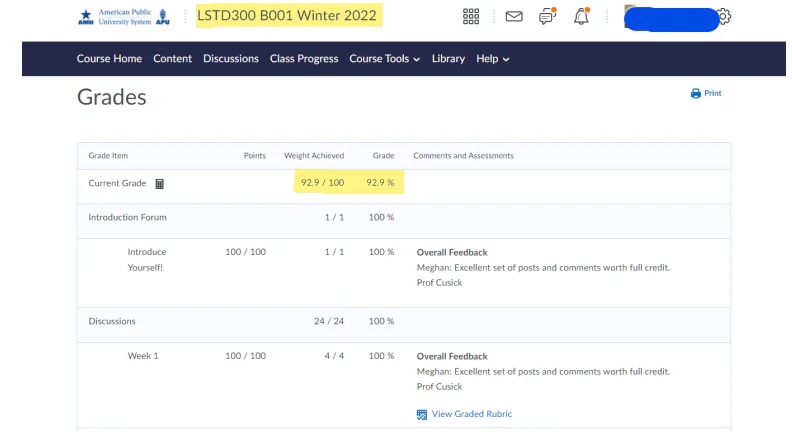 American Public
University System
AMU
APU
LSTD300 B001 Winter 2022
Course Home Content Discussions Class Progress Course Tools Library Help
Grades
Print
Grade Item Points Weight Achieved Grade Comments and Assessments
Current Grade 92.9 / 100 92.9 %
Introduction Forum 1 / 1 100 %
Introduce 100 / 100 1 / 1 100 % Overall Feedback
Yourself! Meghan: Excellent set of posts and comments worth full credit.
Prof Cusick
Discussions 24 / 24 100 %
Week 1 100 / 100 4 / 4 100 % Overall Feedback
Meghan: Excellent set of posts and comments worth full credit.
Prof Cusick
View Graded Rubric